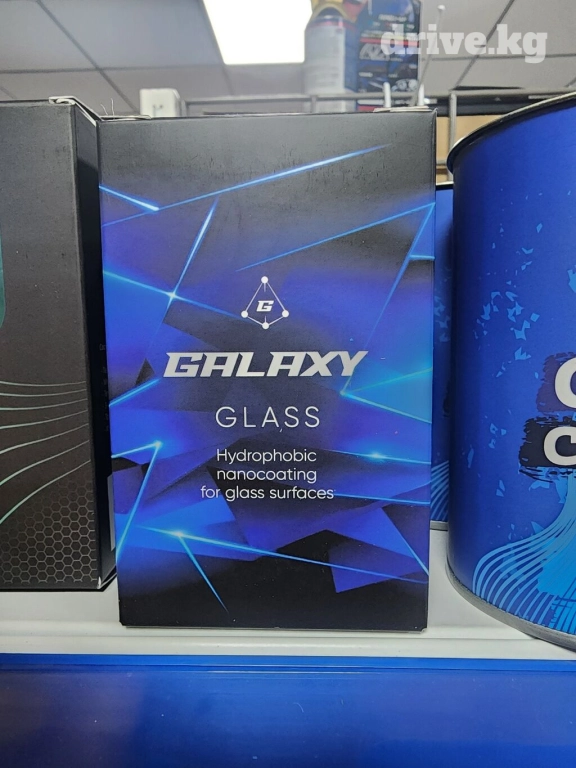 drive.kg
G
GALAXY
GLASS
Hydrophobic
nanocoating
for glass surfaces